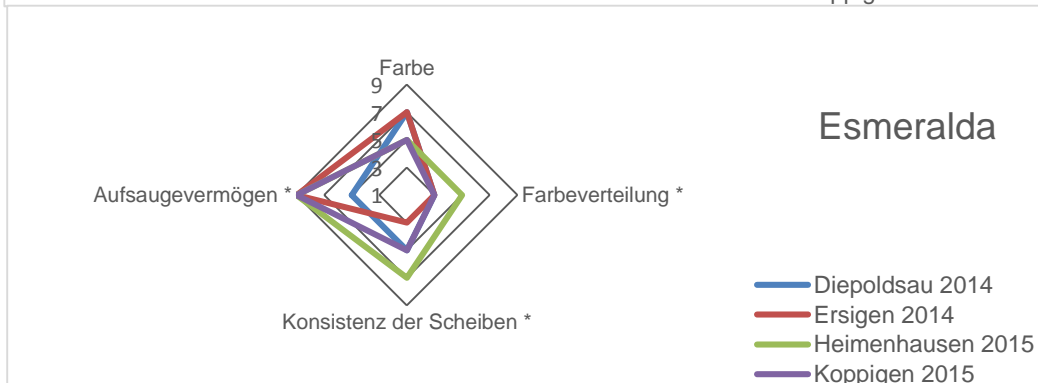 Farbe
9
7
5
3
1
Esmeralda
Aufsaugevermögen *
Farbeverteilung *
Konsistenz der Scheiben *
Diepoldsau 2014
Ersigen 2014
Heimenhausen 2015
Koppigen 2015